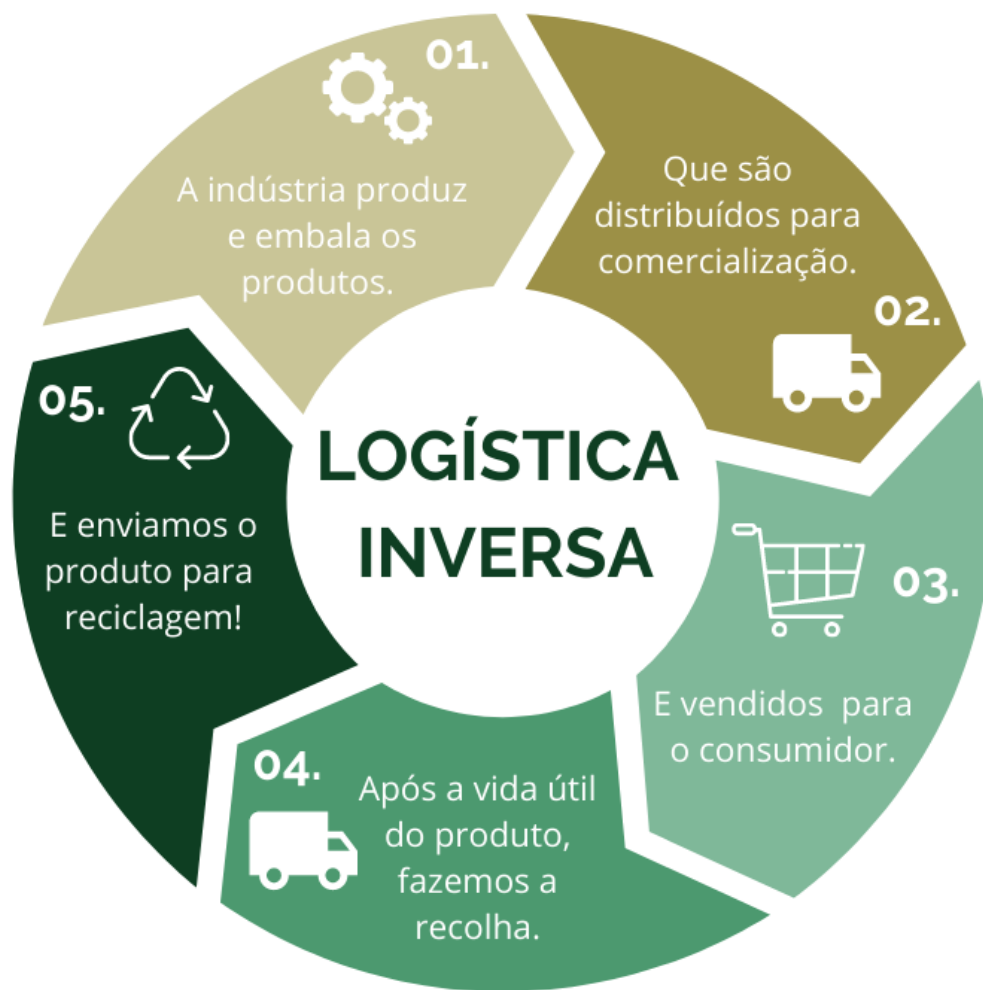 LOGÍSTICA
INVERSA
01.
A indústria produz
e embala os
produtos.
Que são
distribuídos para
comercialização.
02.
03.
E vendidos para
o consumidor.
04.
Após a vida útil
do produto,
fazemos a
recolha.
05.
E enviamos o
produto para
reciclagem!